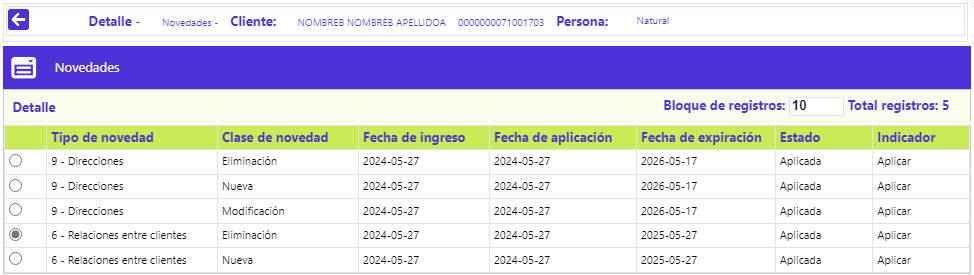 Detalle - Novedades - Cliente: NOMBREB NOMBREB APELLIDOA 0000000071001703 Persona: Natural
Novedades
Detalle Bloque de registros: 10 Total registros: 5
Tipo de novedad Clase de novedad Fecha de ingreso Fecha de aplicación Fecha de expiración Estado Indicador
9 - Direcciones Eliminación 2024-05-27 2024-05-27 2026-05-17 Aplicada Aplicar
9 - Direcciones Nueva 2024-05-27 2024-05-27 2026-05-17 Aplicada Aplicar
9 - Direcciones Modificación 2024-05-27 2024-05-27 2026-05-17 Aplicada Aplicar
6 - Relaciones entre clientes Eliminación 2024-05-27 2024-05-27 2025-05-27 Aplicada Aplicar
6 - Relaciones entre clientes Nueva 2024-05-27 2024-05-27 2025-05-27 Aplicada Aplicar